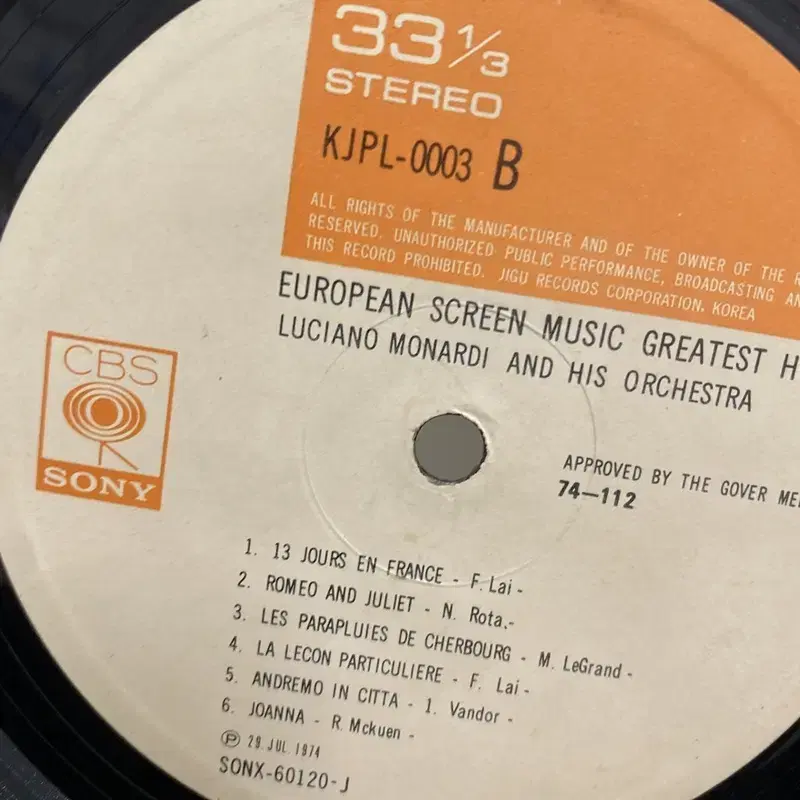 33 1/3
STEREO
KJPL-0003 B
ALL RIGHTS OF THE MANUFACTURER AND OF THE OWNER OF THE
RESERVED. UNAUTHORIZED PUBLIC PERFORMANCE, BROADCASTING
THIS RECORD PROHIBITED. JIGU RECORDS CORPORATION, KOREA
EUROPEAN SCREEN MUSIC GREATEST
LUCIANO MONARDI AND HIS ORCHESTRA
CBS
SONY
APPROVED BY THE GOVER
74-112
1. 13 JOURS EN FRANCE - F. Lai -
2. ROMEO AND JULIET - N. Rota.-
3. LES PARAPLUIES DE CHERBOURG - M. LeGrand -
4. LA LECON PARTICULIERE - F. Lai -
5. ANDREMO IN CITTA - 1. Vandor -
6. JOANNA - R. Mckuen -
℗ 29. JUL. 1974
SONX-60120-J